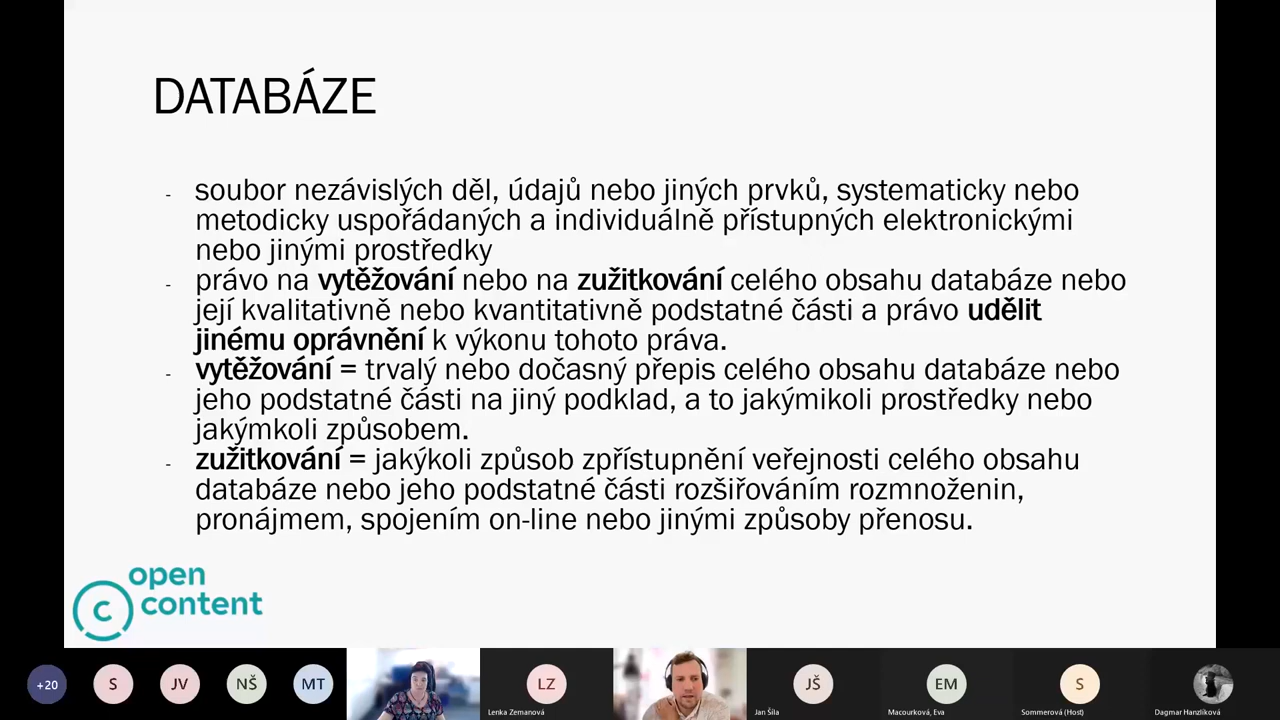 DATABÁZE
- soubor nezávislých děl, údajů nebo jiných prvků, systematicky nebo
metodicky uspořádaných a individuálně přístupných elektronickými
nebo jinými prostředky
- právo na vytěžování nebo na zužitkování celého obsahu databáze nebo
její kvalitativně nebo kvantitativně podstatné části a právo udělit
jinému oprávnění k výkonu tohoto práva.
- vytěžování = trvalý nebo dočasný přepis celého obsahu databáze nebo
jeho podstatné části na jiný podklad, a to jakýmikoli prostředky nebo
jakýmkoli způsobem.
- zužitkování = jakýkoli způsob zpřístupnění veřejnosti celého obsahu
databáze nebo jeho podstatné části rozšiřováním rozmnoženin,
pronájmem, spojením on-line nebo jinými způsoby přenosu.
open
c content
+20 S JV NŠ MT LZ JŠ EM S
Lenka Zemanová Jan Šíla Macourková, Eva Sommerová (Host) Dagmar Hanzlíková